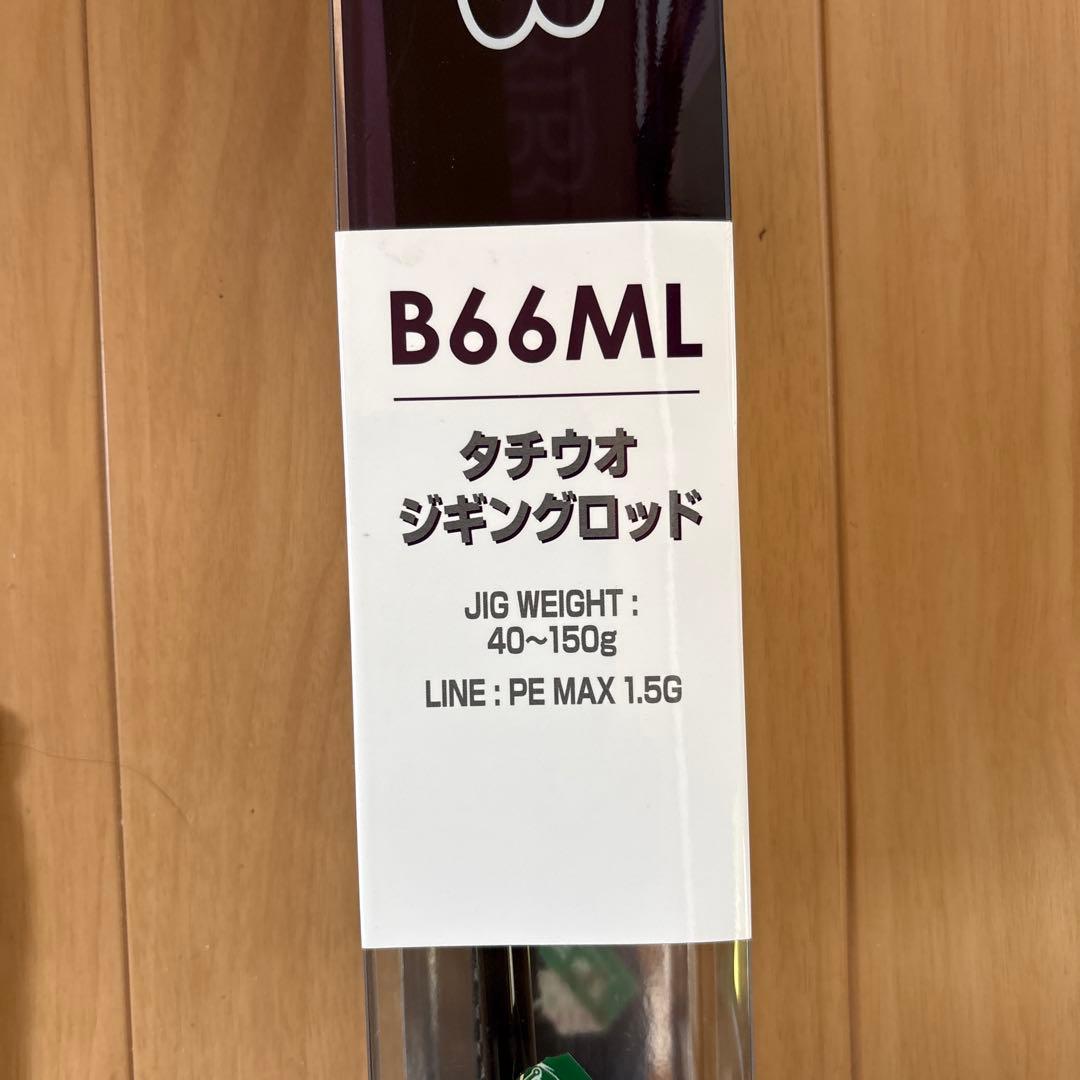 B66ML
タチウオ
ジギングロッド
JIG WEIGHT :
40~150g
LINE : PE MAX 1.5G